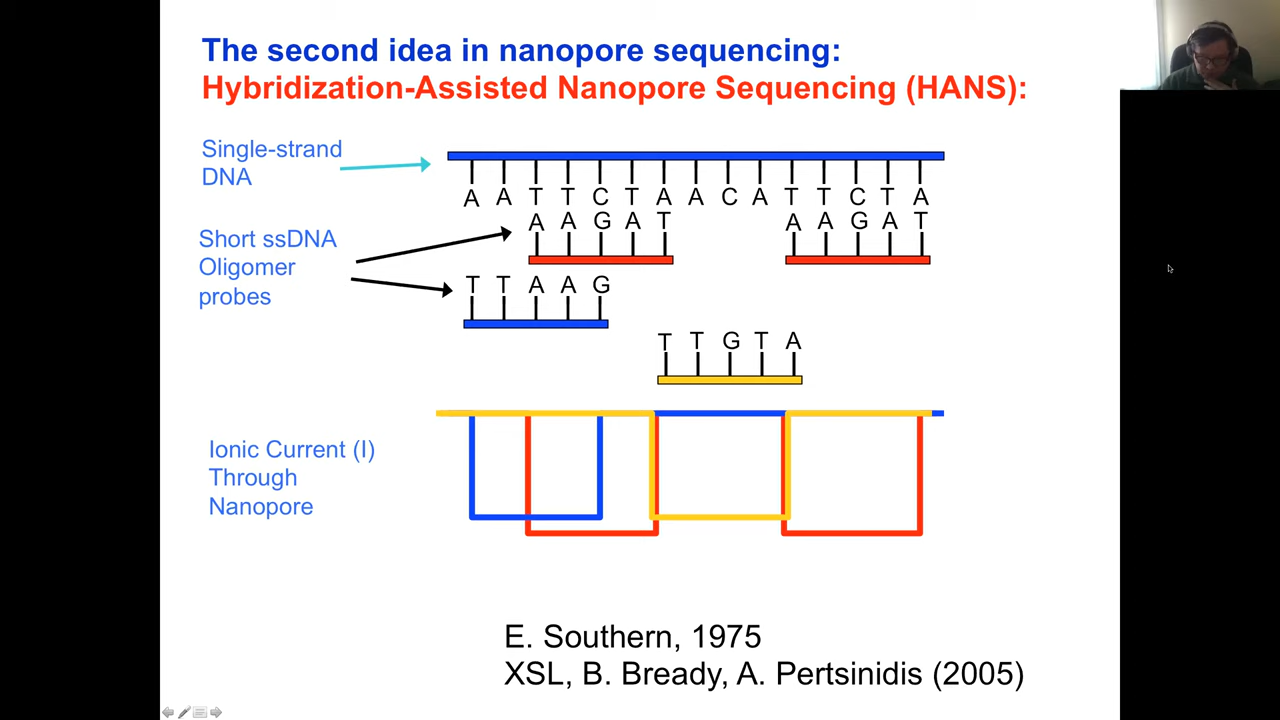 The second idea in nanopore sequencing:
Hybridization-Assisted Nanopore Sequencing (HANS):
Single-strand
DNA
A A T T C T A A C A T T C T A
A A G A T A A G A T
Short ssDNA
Oligomer
probes
T T A A G
T T G T A
Ionic Current (I)
Through
Nanopore
E. Southern, 1975
XSL, B. Bready, A. Pertsinidis (2005)